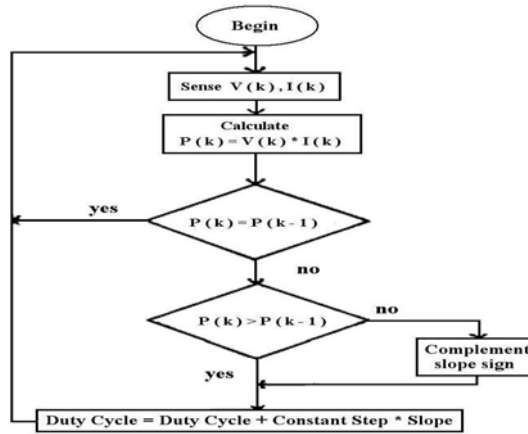 Begin
Sense V(k), I(k)
Calculate
P(k)=V(k)*I(k)
yes
P(k)=P(k-1)
no
P(k)>P(k-1)
no
Complement
slope sign
yes
Duty Cycle = Duty Cycle + Constant Step * Slope